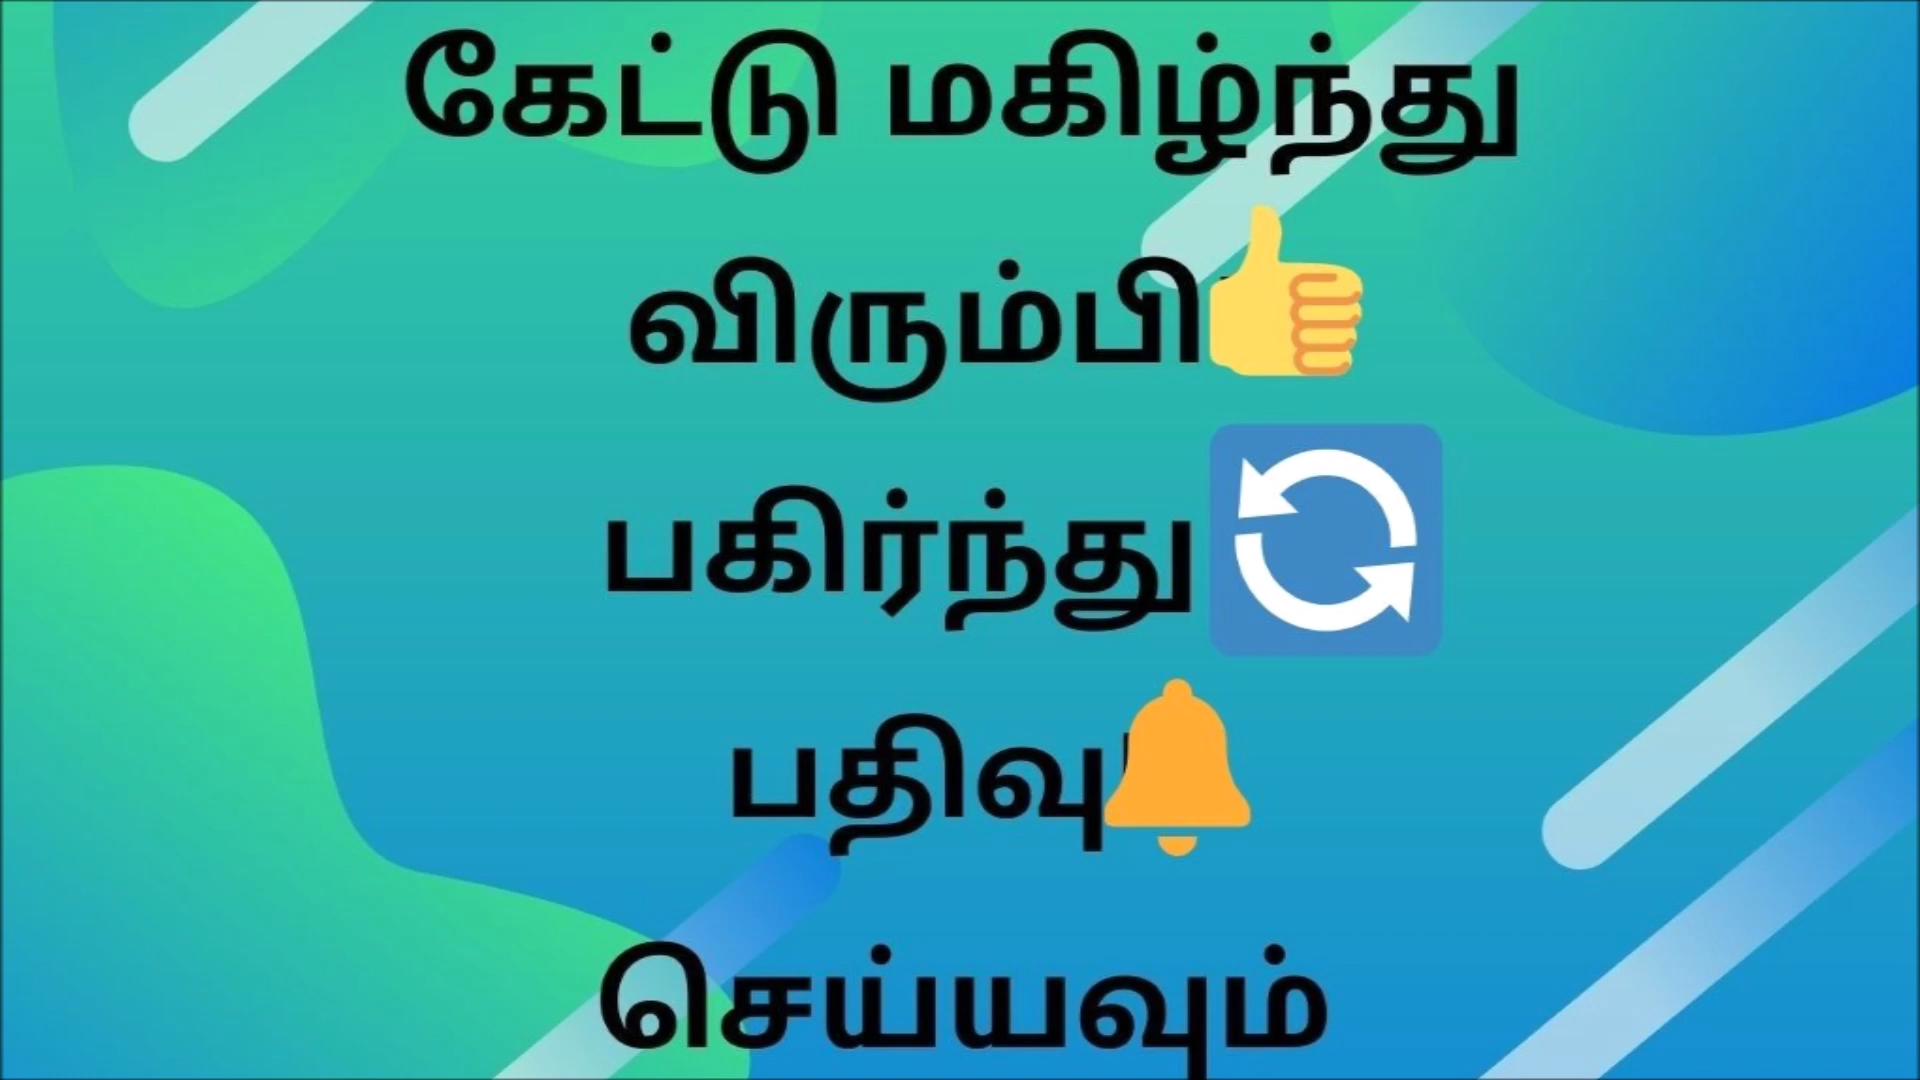 கேட்டு மகிழ்ந்து
விரும்பி👍
பகிர்ந்து 🔄
பதிவு🔔
செய்யவும்